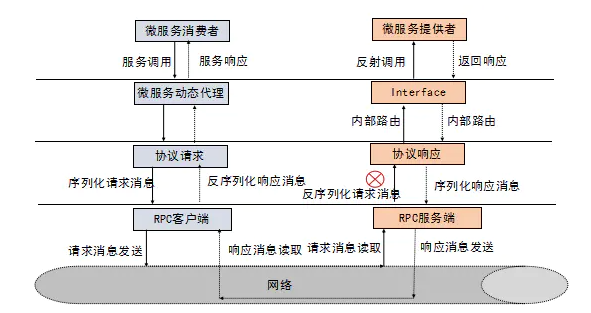 微服务消费者
微服务提供者
服务调用
服务响应
反射调用
返回响应
微服务动态代理
Interface
内部路由
内部路由
协议请求
协议响应
序列化请求消息
反序列化响应消息
反序列化请求消息
序列化响应消息
RPC客户端
RPC服务端
请求消息发送
响应消息读取
请求消息读取
响应消息发送
网络